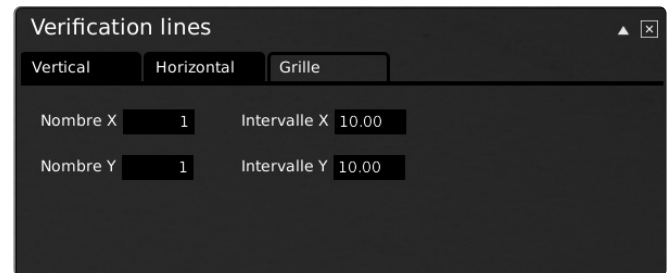 Verification lines
Vertical Horizontal Grille
Nombre X 1 Intervalle X 10.00
Nombre Y 1 Intervalle Y 10.00